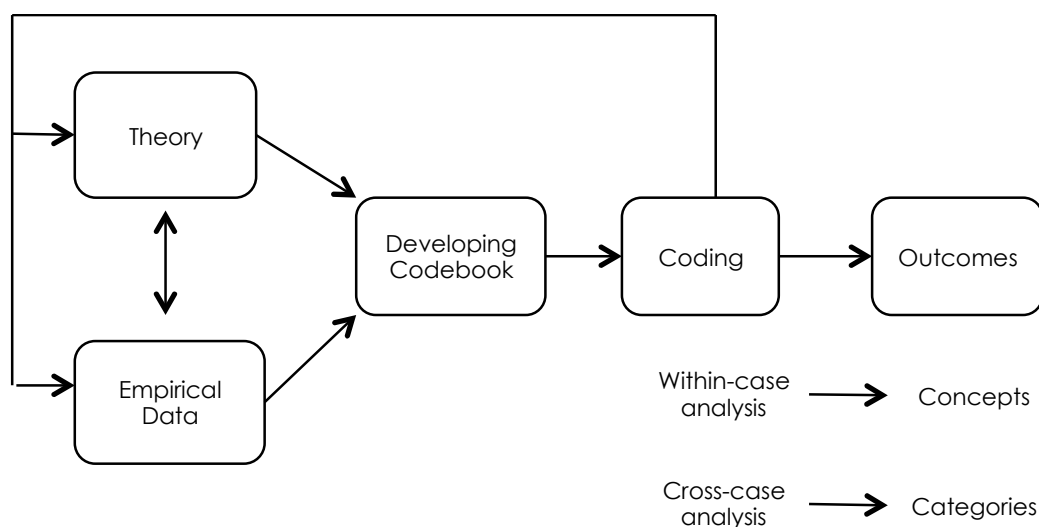 Theory
Developing
Codebook
Coding
Outcomes
Empirical
Data
Within-case
analysis
Concepts
Cross-case
analysis
Categories